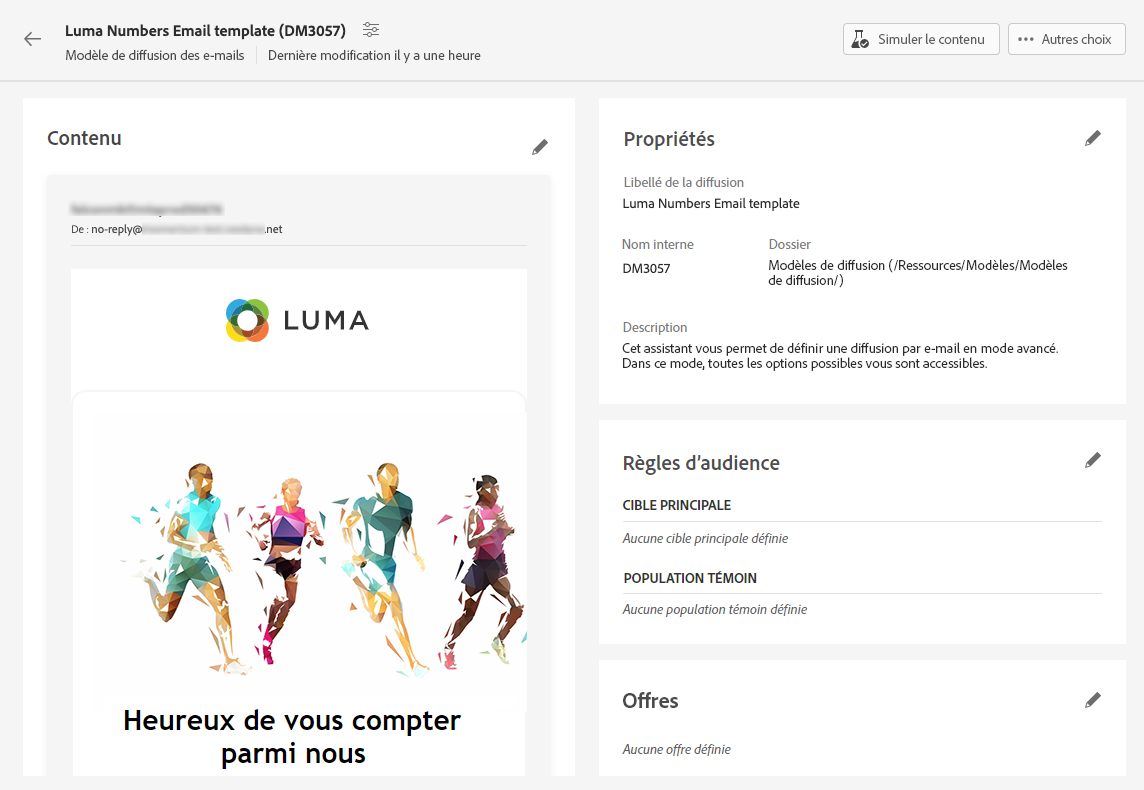 Luma Numbers Email template (DM3057)
Modèle de diffusion des e-mails Dernière modification il y a une heure
Simuler le contenu
Autres choix
Contenu
De : no-reply@ .net
LUMA
Heureux de vous compter
parmi nous
Propriétés
Libellé de la diffusion
Luma Numbers Email template
Nom interne
DM3057
Dossier
Modèles de diffusion (/Ressources/Modèles/Modèles
de diffusion/)
Description
Cet assistant vous permet de définir une diffusion par e-mail en mode avancé.
Dans ce mode, toutes les options possibles vous sont accessibles.
Règles d'audience
CIBLE PRINCIPALE
Aucune cible principale définie
POPULATION TÉMOIN
Aucune population témoin définie
Offres
Aucune offre définie